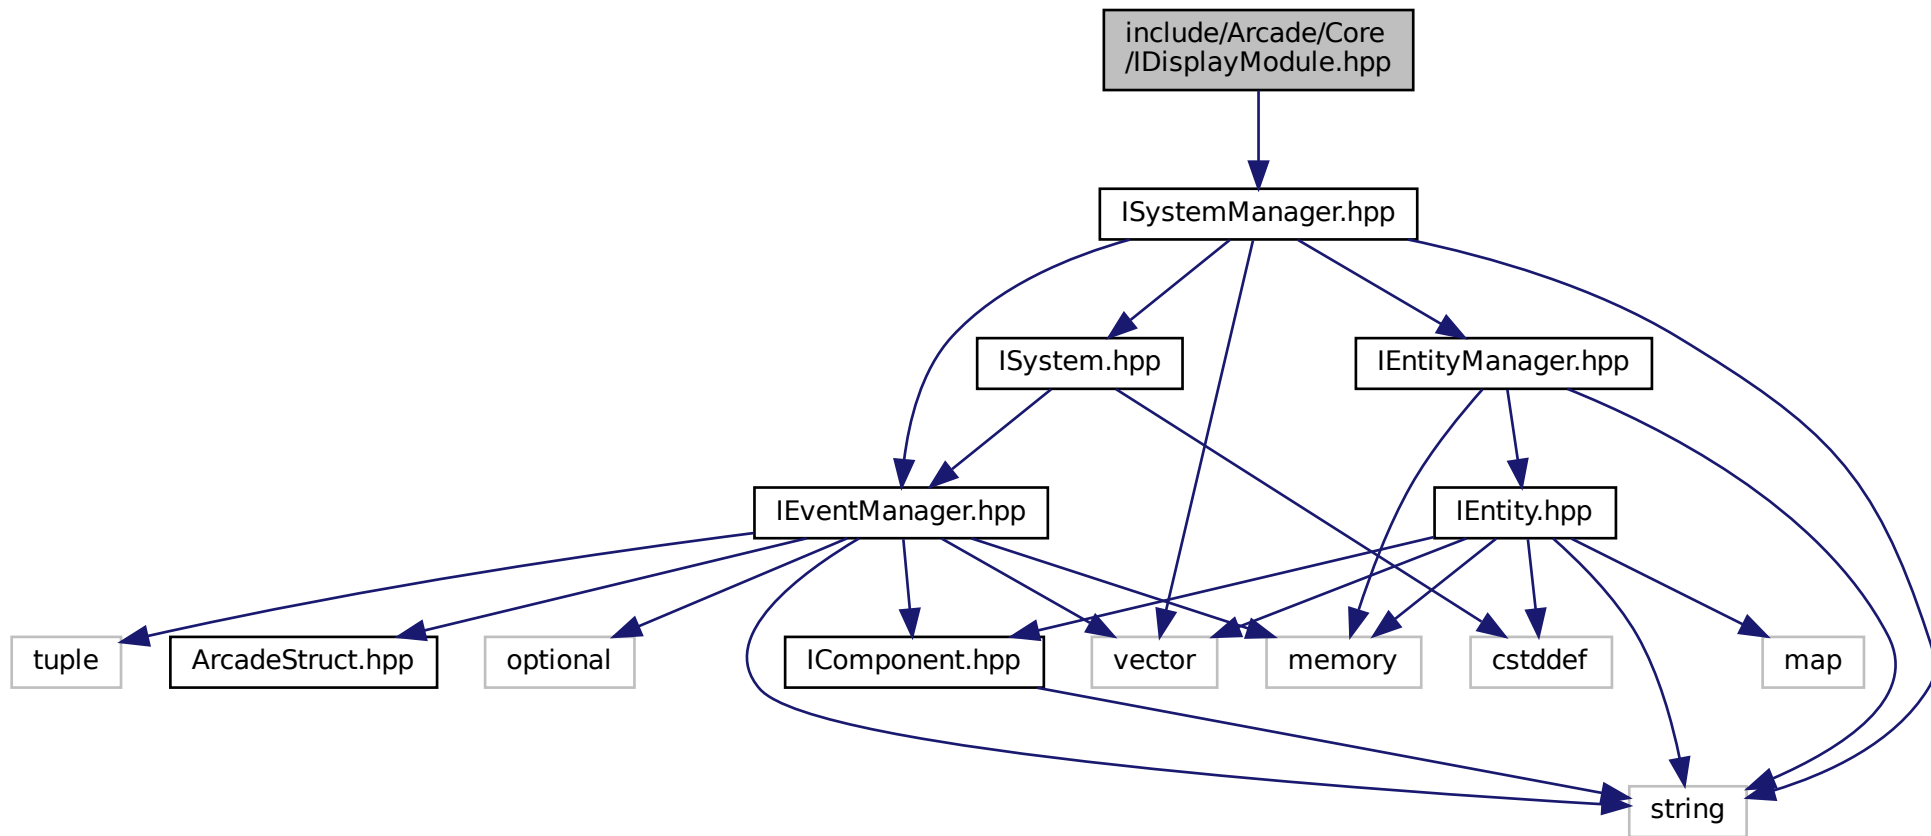 include/Arcade/Core
/IDisplayModule.hpp
ISystemManager.hpp
ISystem.hpp
IEntityManager.hpp
IEventManager.hpp
IEntity.hpp
tuple
ArcadeStruct.hpp
optional
IComponent.hpp
vector
memory
cstddef
map
string